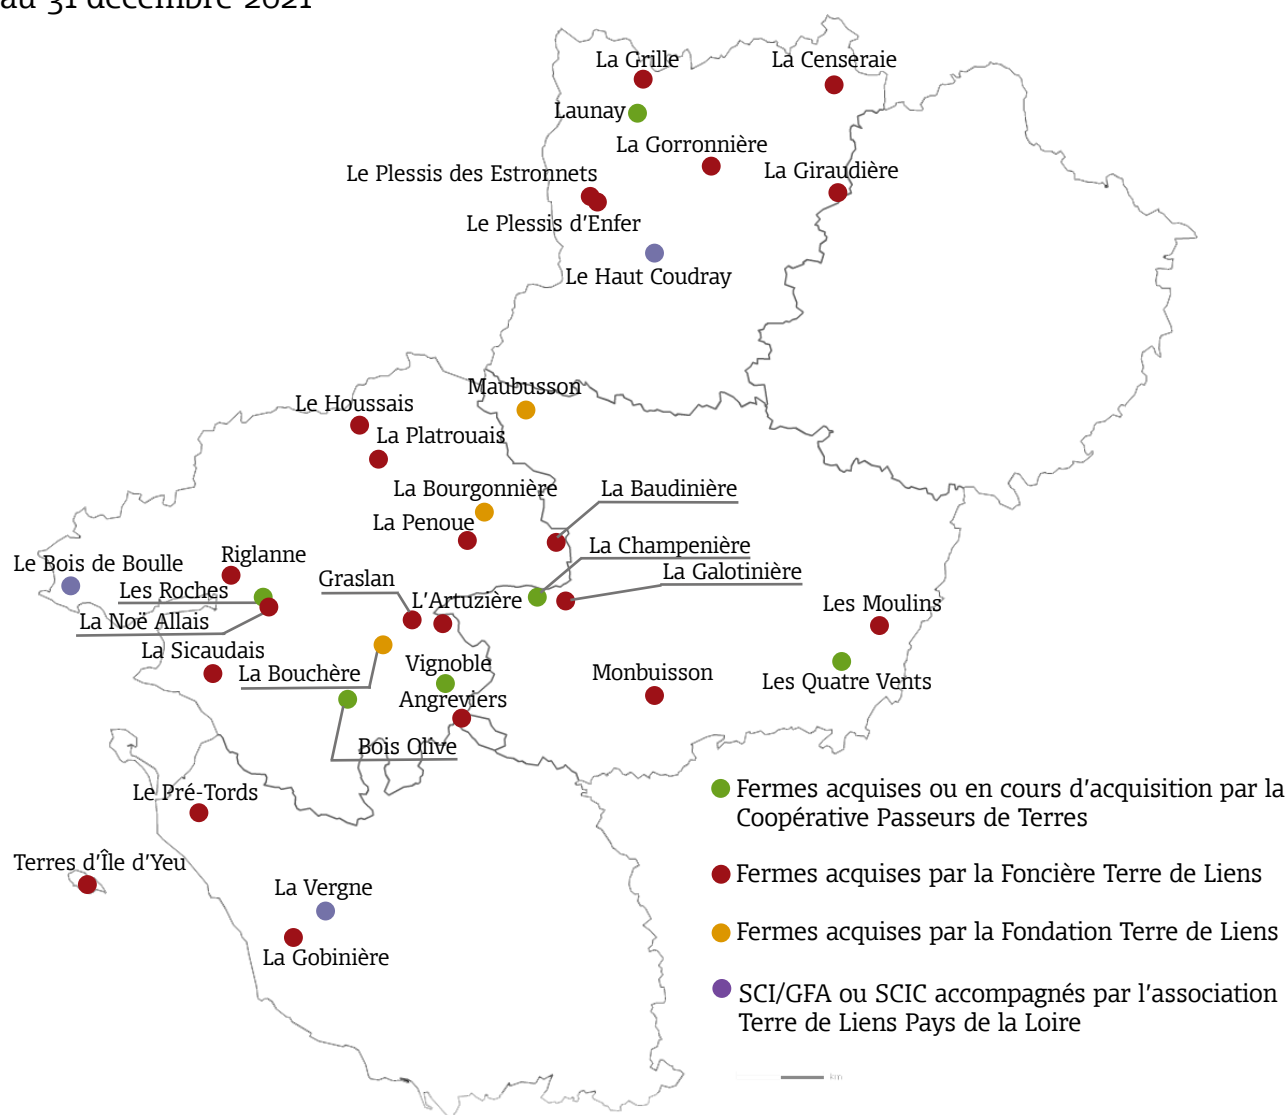 au 31 décembre 2021
La Grille
La Censeraie
Launay
La Gorronnière
La Giraudière
Le Plessis des Estronnets
Le Plessis d'Enfer
Le Haut Coudray
Maubusson
Le Houssais
La Platrouais
La Bourgonnière
La Baudinière
La Penoue
La Champenière
Le Bois de Boulle
Riglanne
Graslan
La Galotinière
Les Roches
L'Artuzière
Les Moulins
La Noë Allais
La Sicaudais
La Bouchère
Vignoble
Monbuisson
Les Quatre Vents
Angreviers
Bois Olive
Le Pré-Tords
Terres d'Île d'Yeu
La Vergne
La Gobinière
Fermes acquises ou en cours d'acquisition par la
Coopérative Passeurs de Terres
Fermes acquises par la Foncière Terre de Liens
Fermes acquises par la Fondation Terre de Liens
SCI/GFA ou SCIC accompagnés par l'association
Terre de Liens Pays de la Loire
km